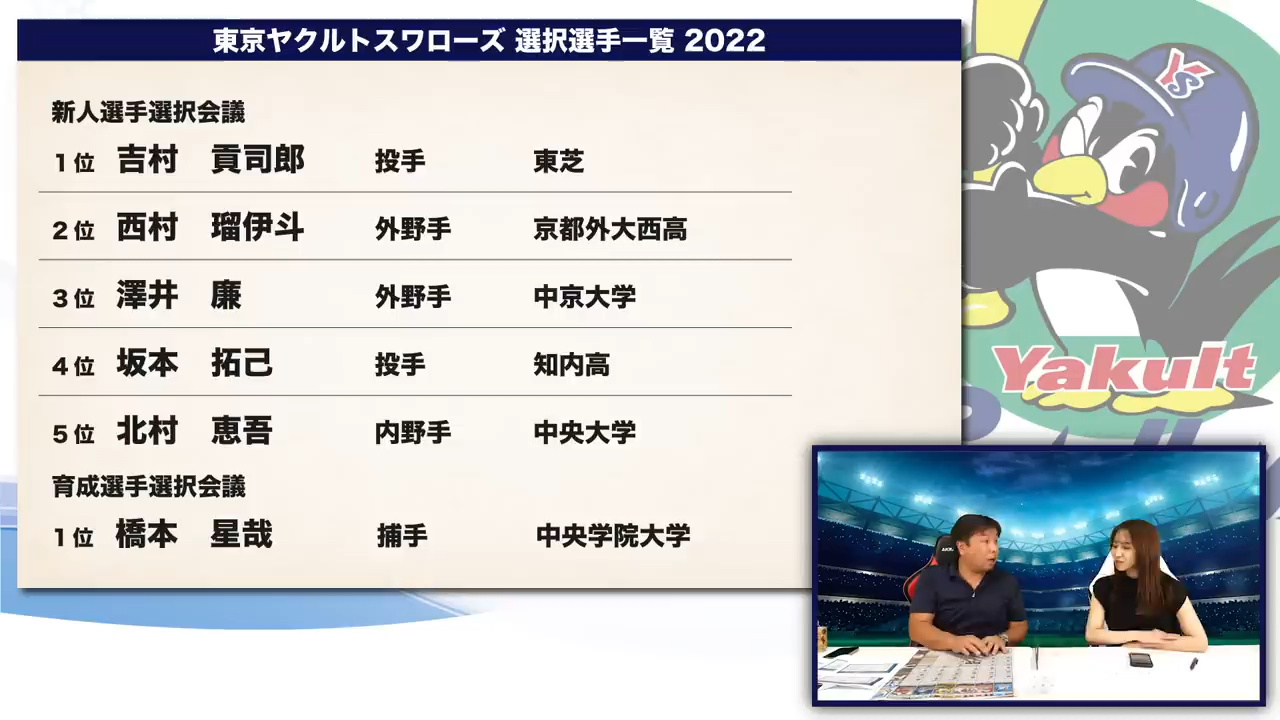 東京ヤクルトスワローズ 選択選手一覧 2022
新人選手選択会議
1位 吉村 貢司郎 投手 東芝
2位 西村 瑠伊斗 外野手 京都外大西高
3位 澤井 廉 外野手 中京大学
4位 坂本 拓己 投手 知内高
5位 北村 恵吾 内野手 中央大学
育成選手選択会議
1位 橋本 星哉 捕手 中央学院大学
YS
Yakult